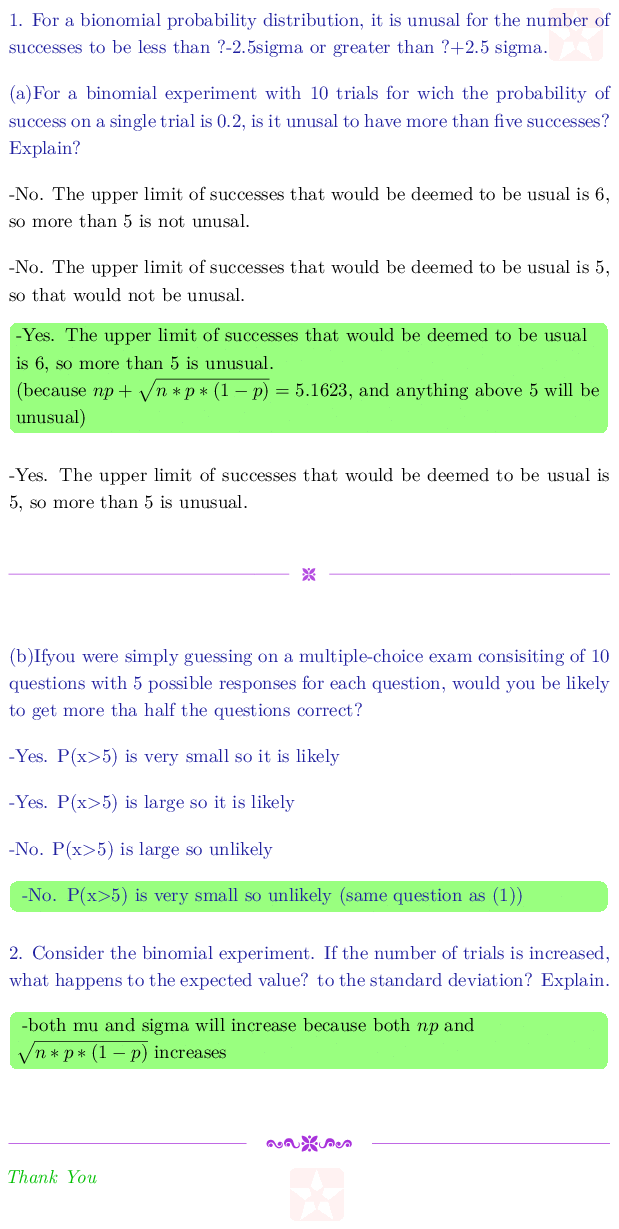 1. For a bionomial probability distribution, it is unusal for the number of
successes to be less than ?-2.5sigma or greater than ?+2.5 sigma.
(a)For a binomial experiment with 10 trials for wich the probability of
success on a single trial is 0.2, is it unusal to have more than five successes?
Explain?
-No. The upper limit of successes that would be deemed to be usual is 6,
so more than 5 is not unusal.
-No. The upper limit of successes that would be deemed to be usual is 5,
so that would not be unusal.
-Yes. The upper limit of successes that would be deemed to be usual
is 6, so more than 5 is unusual.
(because np + √n ∗ p ∗ (1 − p) = 5.1623, and anything above 5 will be
unusual)
-Yes. The upper limit of successes that would be deemed to be usual is
5, so more than 5 is unusual.
(b)Ifyou were simply guessing on a multiple-choice exam consisiting of 10
questions with 5 possible responses for each question, would you be likely
to get more tha half the questions correct?
-Yes. P(x>5) is very small so it is likely
-Yes. P(x>5) is large so it is likely
-No. P(x>5) is large so unlikely
-No. P(x>5) is very small so unlikely (same question as (1))
2. Consider the binomial experiment. If the number of trials is increased,
what happens to the expected value? to the standard deviation? Explain.
-both mu and sigma will increase because both np and
√n ∗ p ∗ (1 − p) increases
Thank You